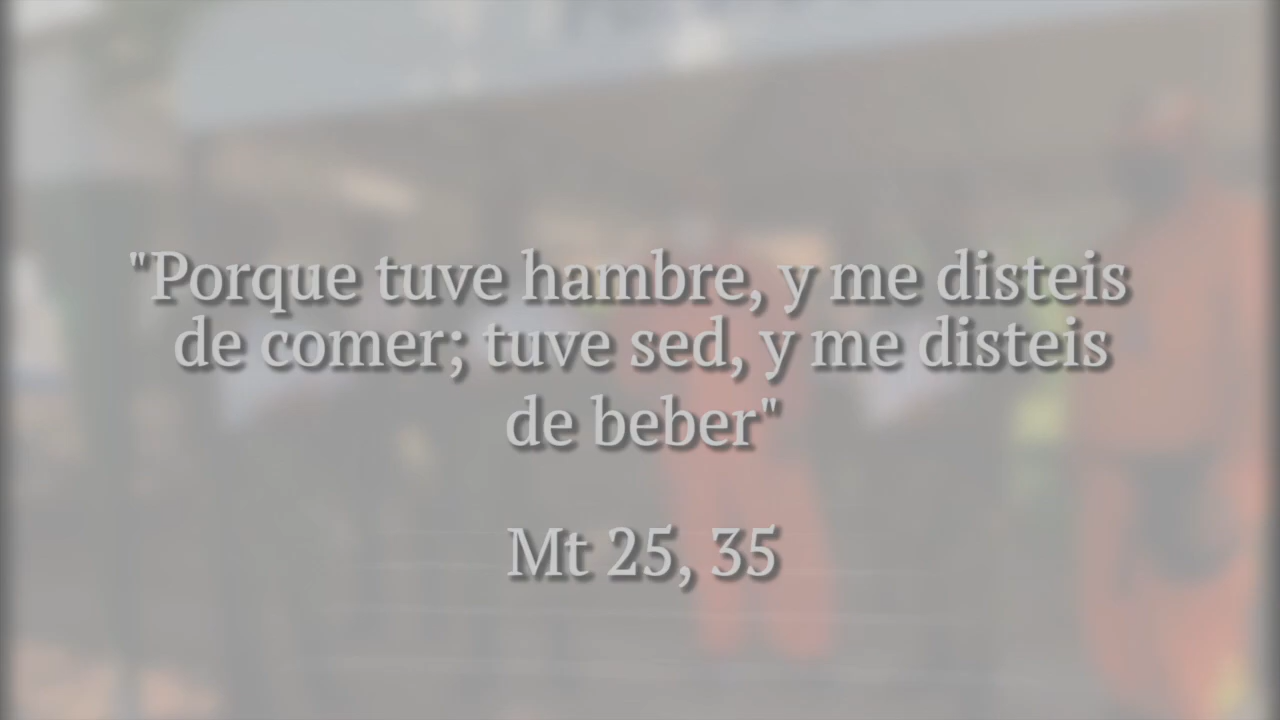 "Porque tuve hambre, y me disteis
de comer; tuve sed, y me disteis
de beber"
Mt 25, 35